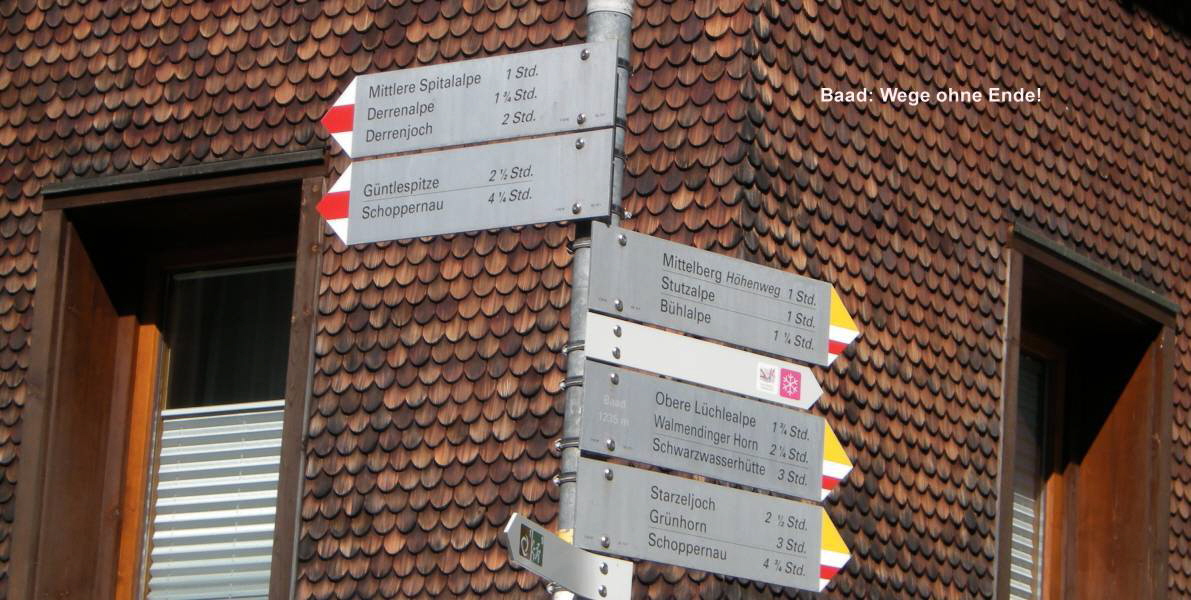 Baad: Wege ohne Ende!
Mittlere Spitalalpe 1 Std.
Derrenalpe 1 ¾ Std.
Derrenjoch 2 Std.
Güntlespitze 2 ½ Std.
Schoppernau 4 ¼ Std.
Mittelberg Höhenweg 1 Std.
Stutzalpe 1 Std.
Bühlalpe 1 ¼ Std.
Baad
1235 m
Obere Lüchlealpe 1 ¾ Std.
Walmendinger Horn 2 ¼ Std.
Schwarzwasserhütte 3 Std.
Starzeljoch 2 ½ Std.
Grünhorn 3 Std.
Schoppernau 4 ¾ Std.